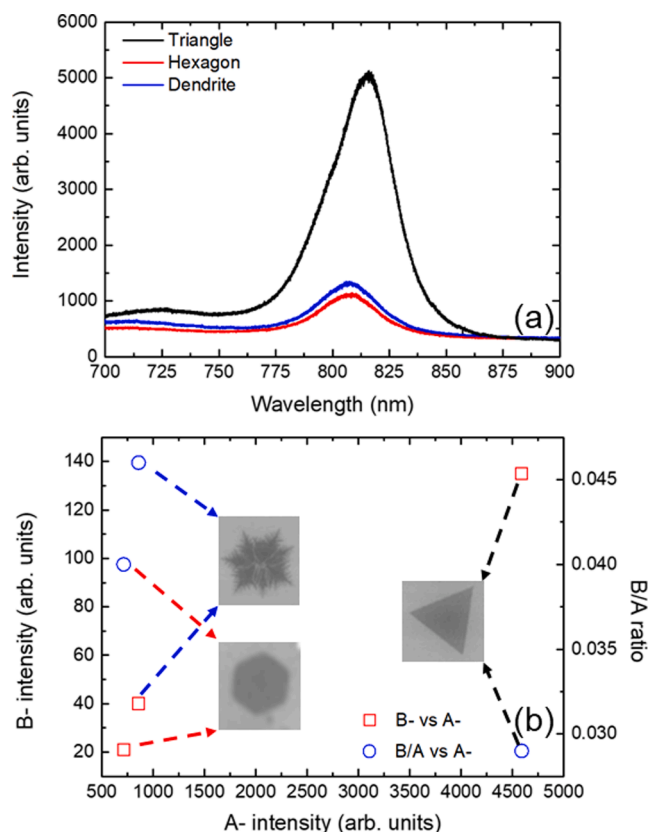 6000
5000
4000
3000
2000
1000
0
Intensity (arb. units)
Triangle
Hexagon
Dendrite
(a)
700 725 750 775 800 825 850 875 900
Wavelength (nm)
140
120
100
80
60
40
20
B- intensity (arb. units)
0.045
0.040
0.035
0.030
B/A ratio
B- vs A-
B/A vs A-
(b)
500 1000 1500 2000 2500 3000 3500 4000 4500 5000
A- intensity (arb. units)